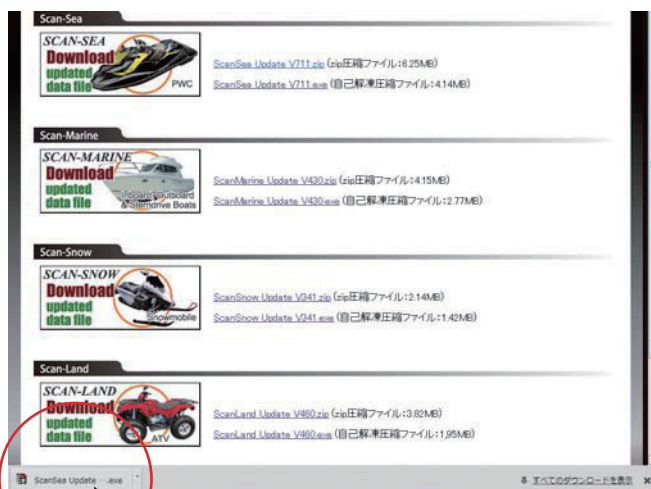 Scan-Sea
SCAN-SEA
Download
updated
data file
PWC
ScanSea Update V711.zip (zip圧縮ファイル:6.25MB)
ScanSea Update V711.exe (自己解凍圧縮ファイル:4.14MB)
Scan-Marine
SCAN-MARINE
Download
updated
data file
Inboard, Outboard
& Sterndrive Boats
ScanMarine Update V430.zip (zip圧縮ファイル:4.15MB)
ScanMarine Update V430.exe (自己解凍圧縮ファイル:2.77MB)
Scan-Snow
SCAN-SNOW
Download
updated
data file
Snowmobile
ScanSnow Update V341.zip (zip圧縮ファイル:2.14MB)
ScanSnow Update V341.exe (自己解凍圧縮ファイル:1.42MB)
Scan-Land
SCAN-LAND
Download
updated
data file
ATV
ScanLand Update V460.zip (zip圧縮ファイル:3.82MB)
ScanLand Update V460.exe (自己解凍圧縮ファイル:1,95MB)
ScanSea Update ....exe
すべてのダウンロードを表示